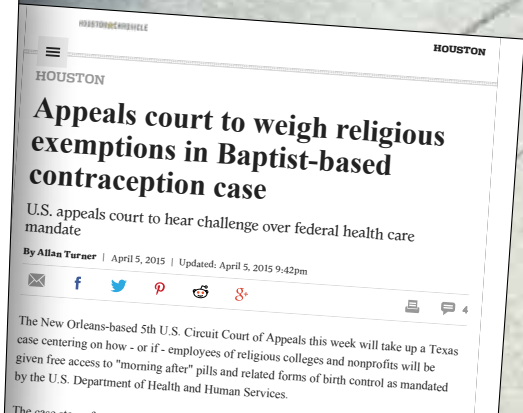 HOUSTON CHRONICLE
HOUSTON
HOUSTON
Appeals court to weigh religious
exemptions in Baptist-based
contraception case
U.S. appeals court to hear challenge over federal health care
mandate
By Allan Turner | April 5, 2015 | Updated: April 5, 2015 9:42pm
4
The New Orleans-based 5th U.S. Circuit Court of Appeals this week will take up a Texas
case centering on how - or if - employees of religious colleges and nonprofits will be
given free access to "morning after" pills and related forms of birth control as mandated
by the U.S. Department of Health and Human Services.